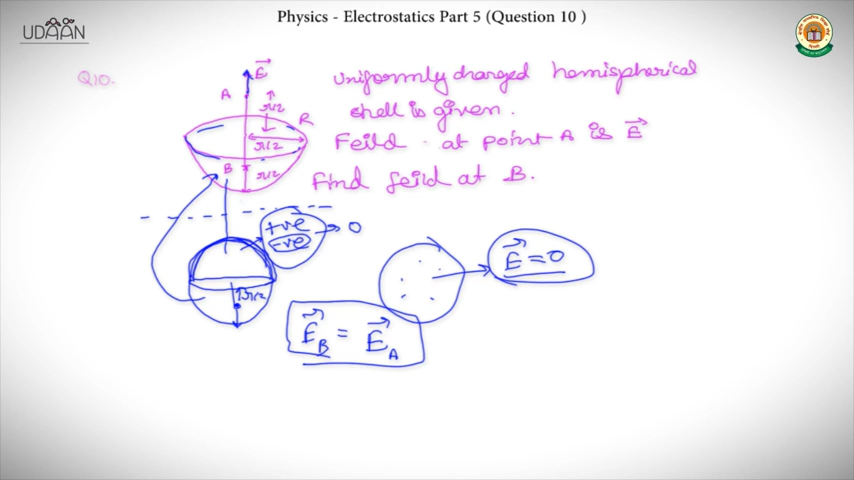 Physics - Electrostatics Part 5 (Question 10 )
UDAAN
Q10.
E
A
r/2
R
r/2
B
r/2
Uniformly charged hemispherical
shell is given.
Feild . at point A is E
Find feild at B.
+ve
-ve
0
r/2
E = 0
E_B = E_A